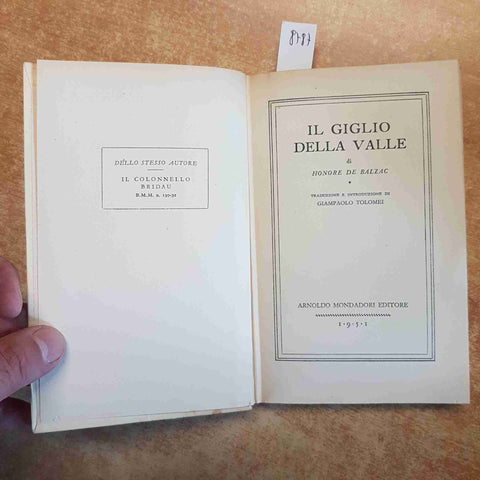 8787
DELLO STESSO AUTORE
IL COLONNELLO
BRIDAU
B.M.M. n. 130-31
IL GIGLIO
DELLA VALLE
di
HONORE DE BALZAC
TRADUZIONE E INTRODUZIONE DI
GIAMPAOLO TOLOMEI
ARNOLDO MONDADORI EDITORE
1•9•5•1